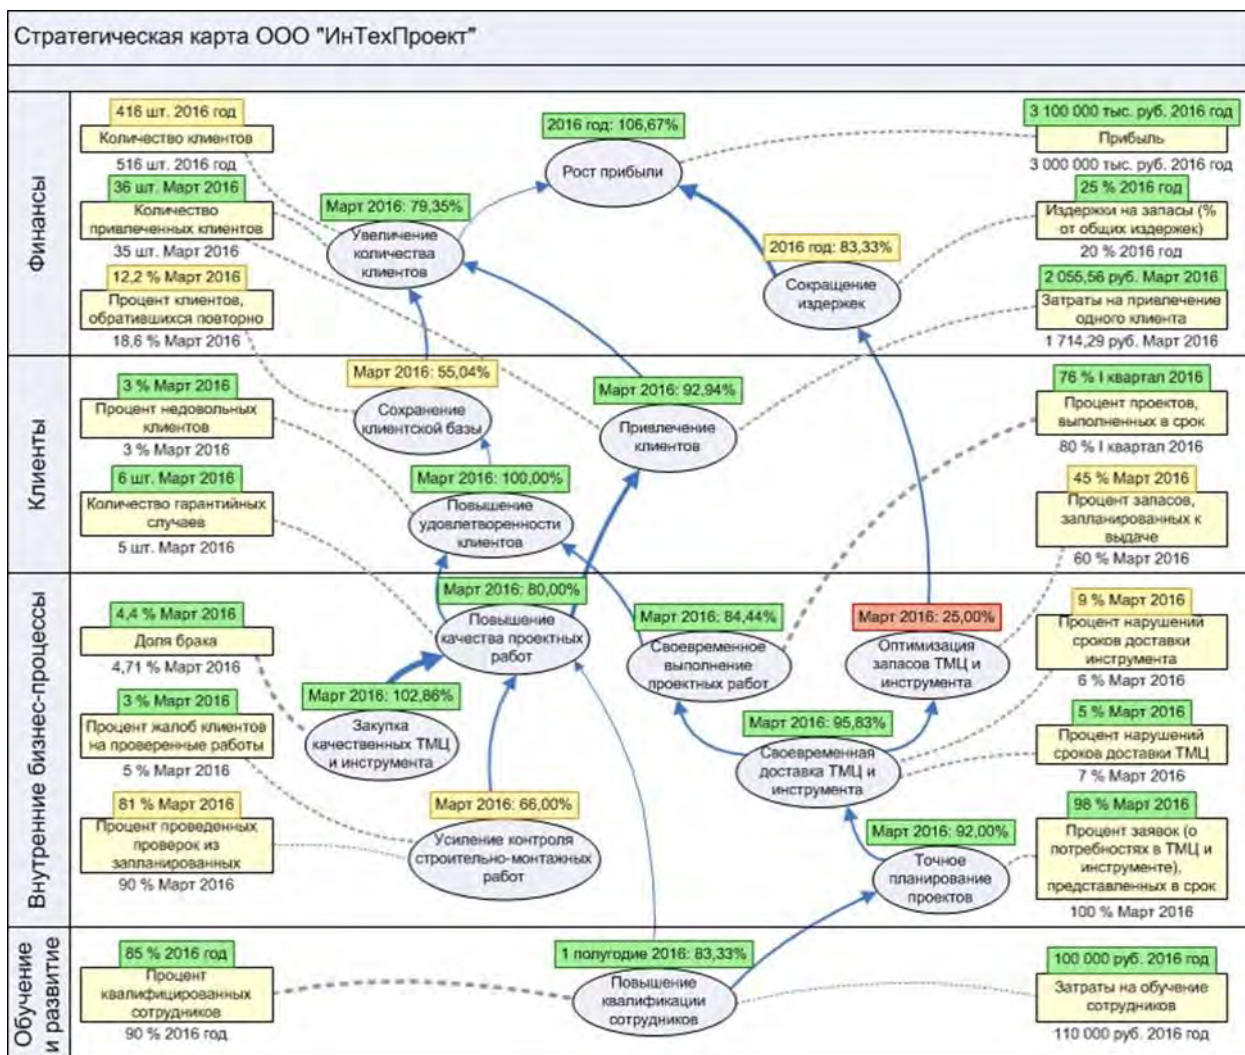 Стратегическая карта ООО "ИнТехПроект"
Финансы
416 шт. 2016 год
Количество клиентов
516 шт. 2016 год
36 шт. Март 2016
Количество
привлеченных клиентов
35 шт. Март 2016
12,2 % Март 2016
Процент клиентов,
обратившихся повторно
18,6 % Март 2016
2016 год: 106,67%
Рост прибыли
Март 2016: 79,35%
Увеличение
количества
клиентов
2016 год: 83,33%
Сокращение
издержек
3 100 000 тыс. руб. 2016 год
Прибыль
3 000 000 тыс. руб. 2016 год
25 % 2016 год
Издержки на запасы (%
от общих издержек)
20 % 2016 год
2 055,56 руб. Март 2016
Затраты на привлечение
одного клиента
1 714,29 руб. Март 2016
Клиенты
3 % Март 2016
Процент недовольных
клиентов
3 % Март 2016
6 шт. Март 2016
Количество гарантийных
случаев
5 шт. Март 2016
Март 2016: 55,04%
Сохранение
клиентской базы
Март 2016: 92,94%
Привлечение
клиентов
Март 2016: 100,00%
Повышение
удовлетворенности
клиентов
76 % I квартал 2016
Процент проектов,
выполненных в срок
80 % I квартал 2016
45 % Март 2016
Процент запасов,
запланированных к
выдаче
60 % Март 2016
Внутренние бизнес-процессы
4,4 % Март 2016
Доля брака
4,71 % Март 2016
3 % Март 2016
Процент жалоб клиентов
на проверенные работы
5 % Март 2016
81 % Март 2016
Процент проведенных
проверок из
запланированных
90 % Март 2016
Март 2016: 80,00%
Повышение
качества проектных
работ
Март 2016: 84,44%
Своевременное
выполнение
проектных работ
Март 2016: 25,00%
Оптимизация
запасов ТМЦ и
инструмента
Март 2016: 102,86%
Закупка
качественных ТМЦ
и инструмента
Март 2016: 95,83%
Своевременная
доставка ТМЦ и
инструмента
Март 2016: 66,00%
Усиление контроля
строительно-монтажных
работ
Март 2016: 92,00%
Точное
планирование
проектов
9 % Март 2016
Процент нарушений
сроков доставки
инструмента
6 % Март 2016
5 % Март 2016
Процент нарушений
сроков доставки ТМЦ
7 % Март 2016
98 % Март 2016
Процент заявок (о
потребностях в ТМЦ и
инструменте),
представленных в срок
100 % Март 2016
Обучение
и развитие
85 % 2016 год
Процент
квалифицированных
сотрудников
90 % 2016 год
1 полугодие 2016: 83,33%
Повышение
квалификации
сотрудников
100 000 руб. 2016 год
Затраты на обучение
сотрудников
110 000 руб. 2016 год